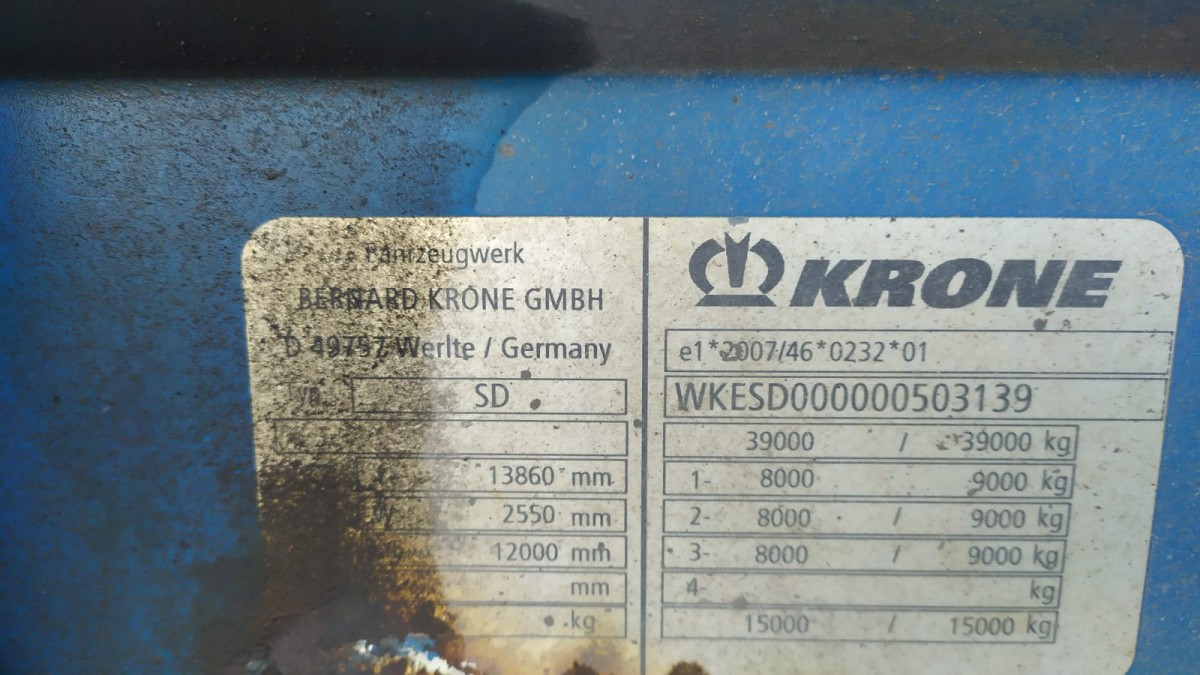 Fahrzeugwerk
BERNARD KRONE GMBH
D 49757 Werlte / Germany
SD
13860 mm
2550 mm
12000 mm
mm
kg
KRONE
e1*2007/46*0232*01
WKESD000000503139
39000 / 39000 kg
1- 8000 9000 kg
2- 8000 / 9000 kg
3- 8000 / 9000 kg
4- kg
15000 / 15000 kg